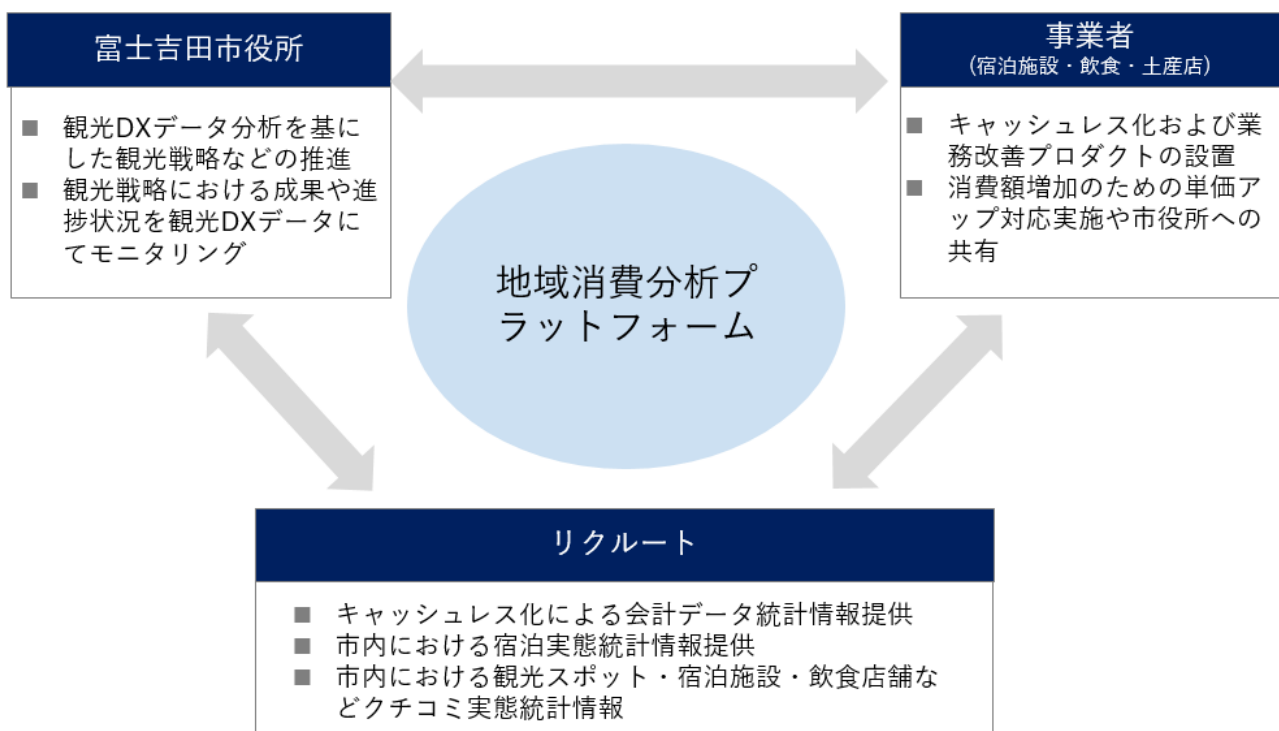 富士吉田市役所
■ 観光DXデータ分析を基に
した観光戦略などの推進
■ 観光戦略における成果や進
捗状況を観光DXデータに
てモニタリング
事業者
(宿泊施設・飲食・土産店)
■ キャッシュレス化および業
務改善プロダクトの設置
■ 消費額増加のための単価ア
ップ対応実施や市役所への
共有
地域消費分析プ
ラットフォーム
リクルート
■ キャッシュレス化による会計データ統計情報提供
■ 市内における宿泊実態統計情報提供
■ 市内における観光スポット・宿泊施設・飲食店舗な
どクチコミ実態統計情報